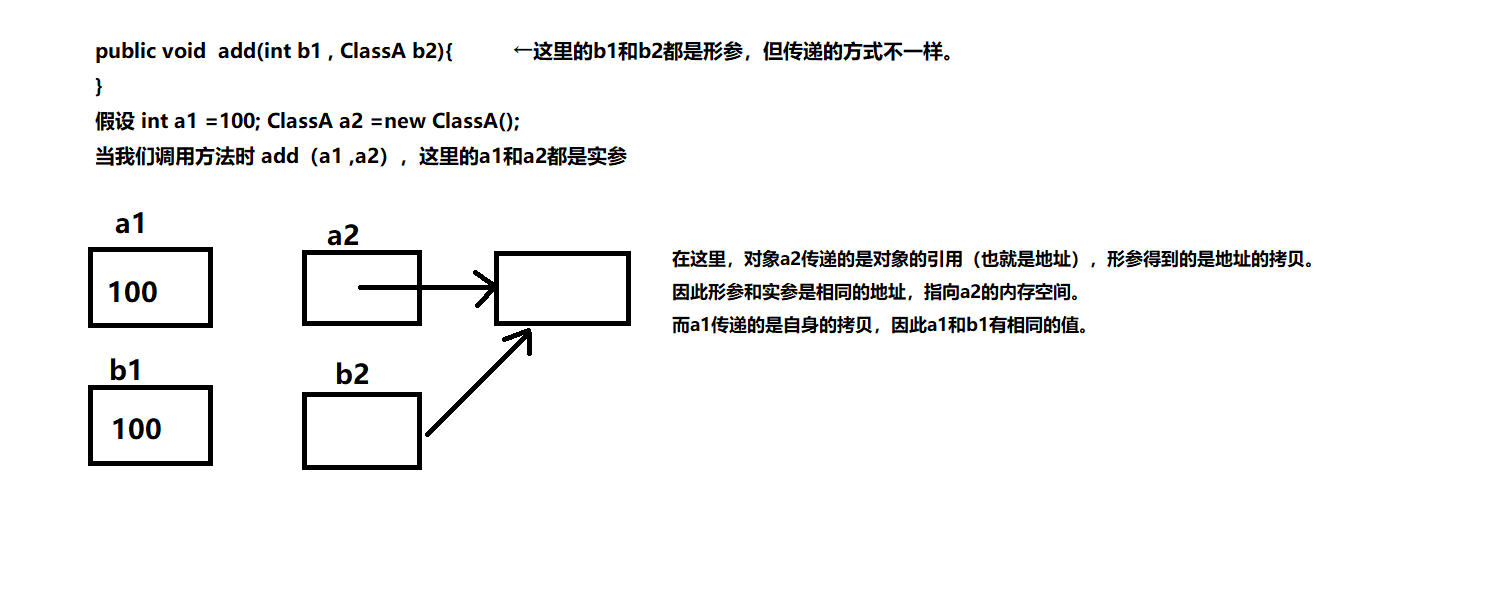 public void  add(int b1 , ClassA b2){          ←这里的b1和b2都是形参，但传递的方式不一样。
}
假设 int a1 =100; ClassA a2 =new ClassA();
当我们调用方法时 add（a1 ,a2），这里的a1和a2都是实参
a1
a2
100
在这里，对象a2传递的是对象的引用（也就是地址），形参得到的是地址的拷贝。
因此形参和实参是相同的地址，指向a2的内存空间。
而a1传递的是自身的拷贝，因此a1和b1有相同的值。
b1
b2
100